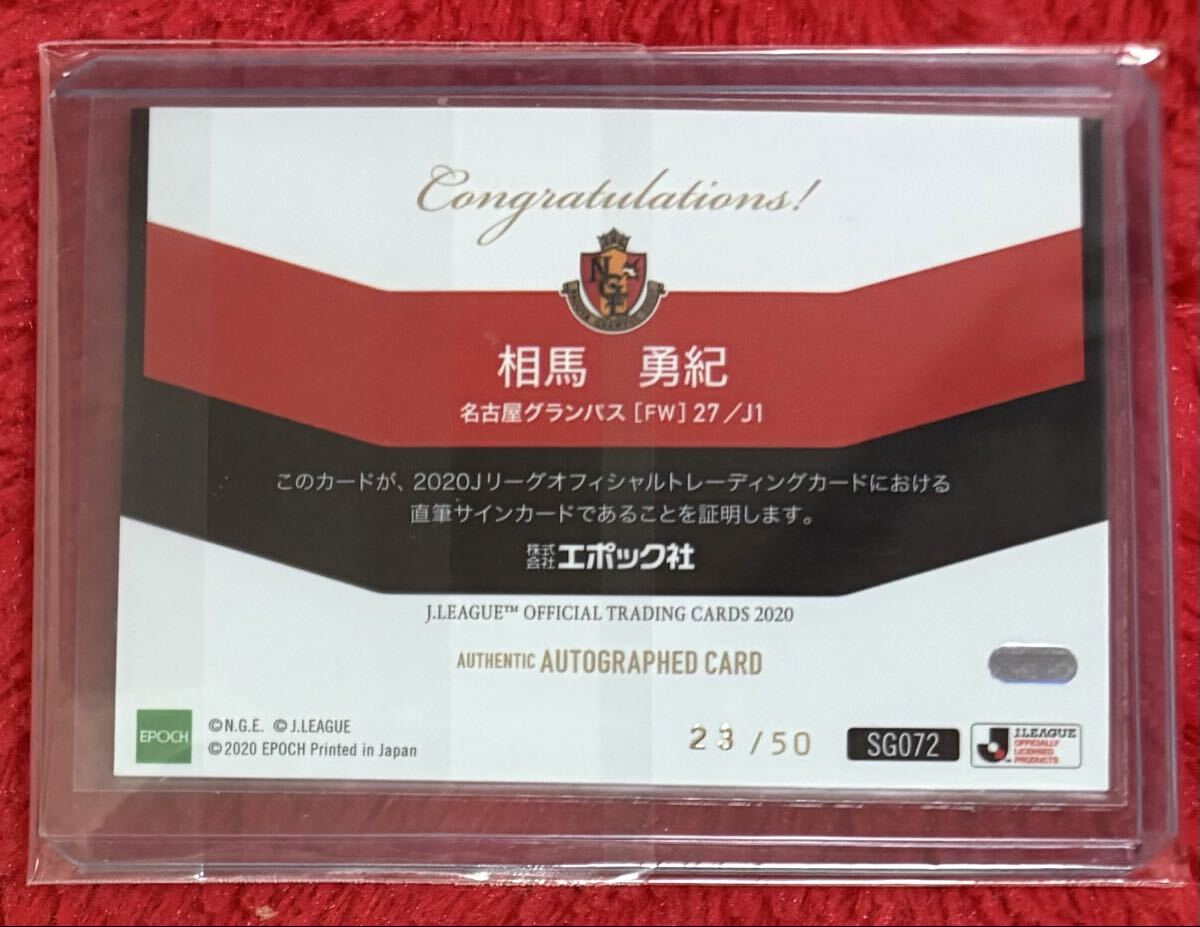 Congratulations!
NGE
相馬 勇紀
名古屋グランパス [FW] 27/J1
このカードが、2020Jリーグオフィシャルトレーディングカードにおける
直筆サインカードであることを証明します。
株式会社エポック社
J.LEAGUE™ OFFICIAL TRADING CARDS 2020
AUTHENTIC AUTOGRAPHED CARD
EPOCH
©N.G.E. ©J.LEAGUE
©2020 EPOCH Printed in Japan
23/50
SG072
J.LEAGUE
OFFICIALLY
LICENSED
PRODUCTS